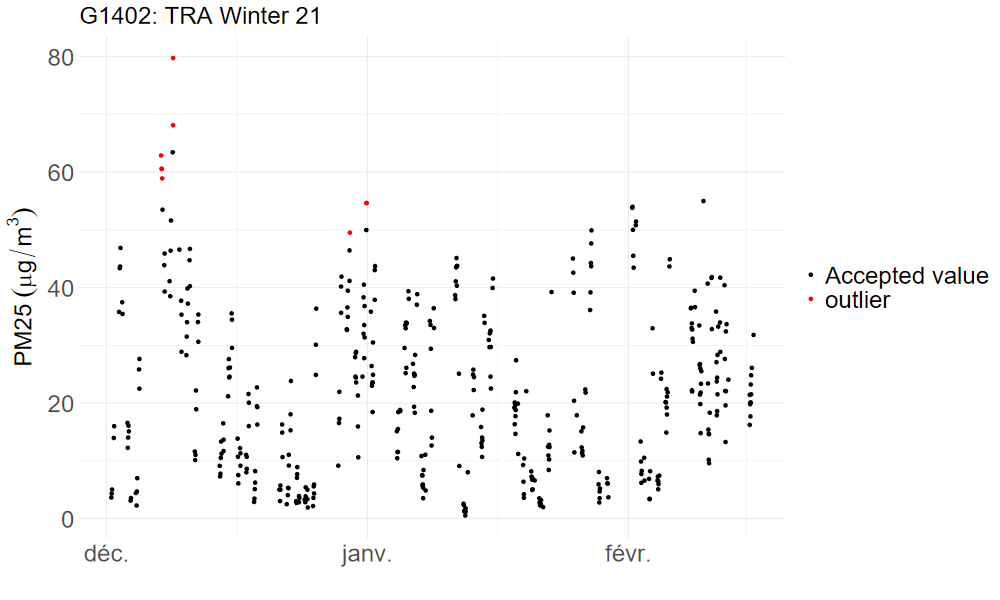 G1402: TRA Winter 21
PM25 (μg/m³)
80
60
40
20
0
déc.
janv.
févr.
Accepted value
outlier